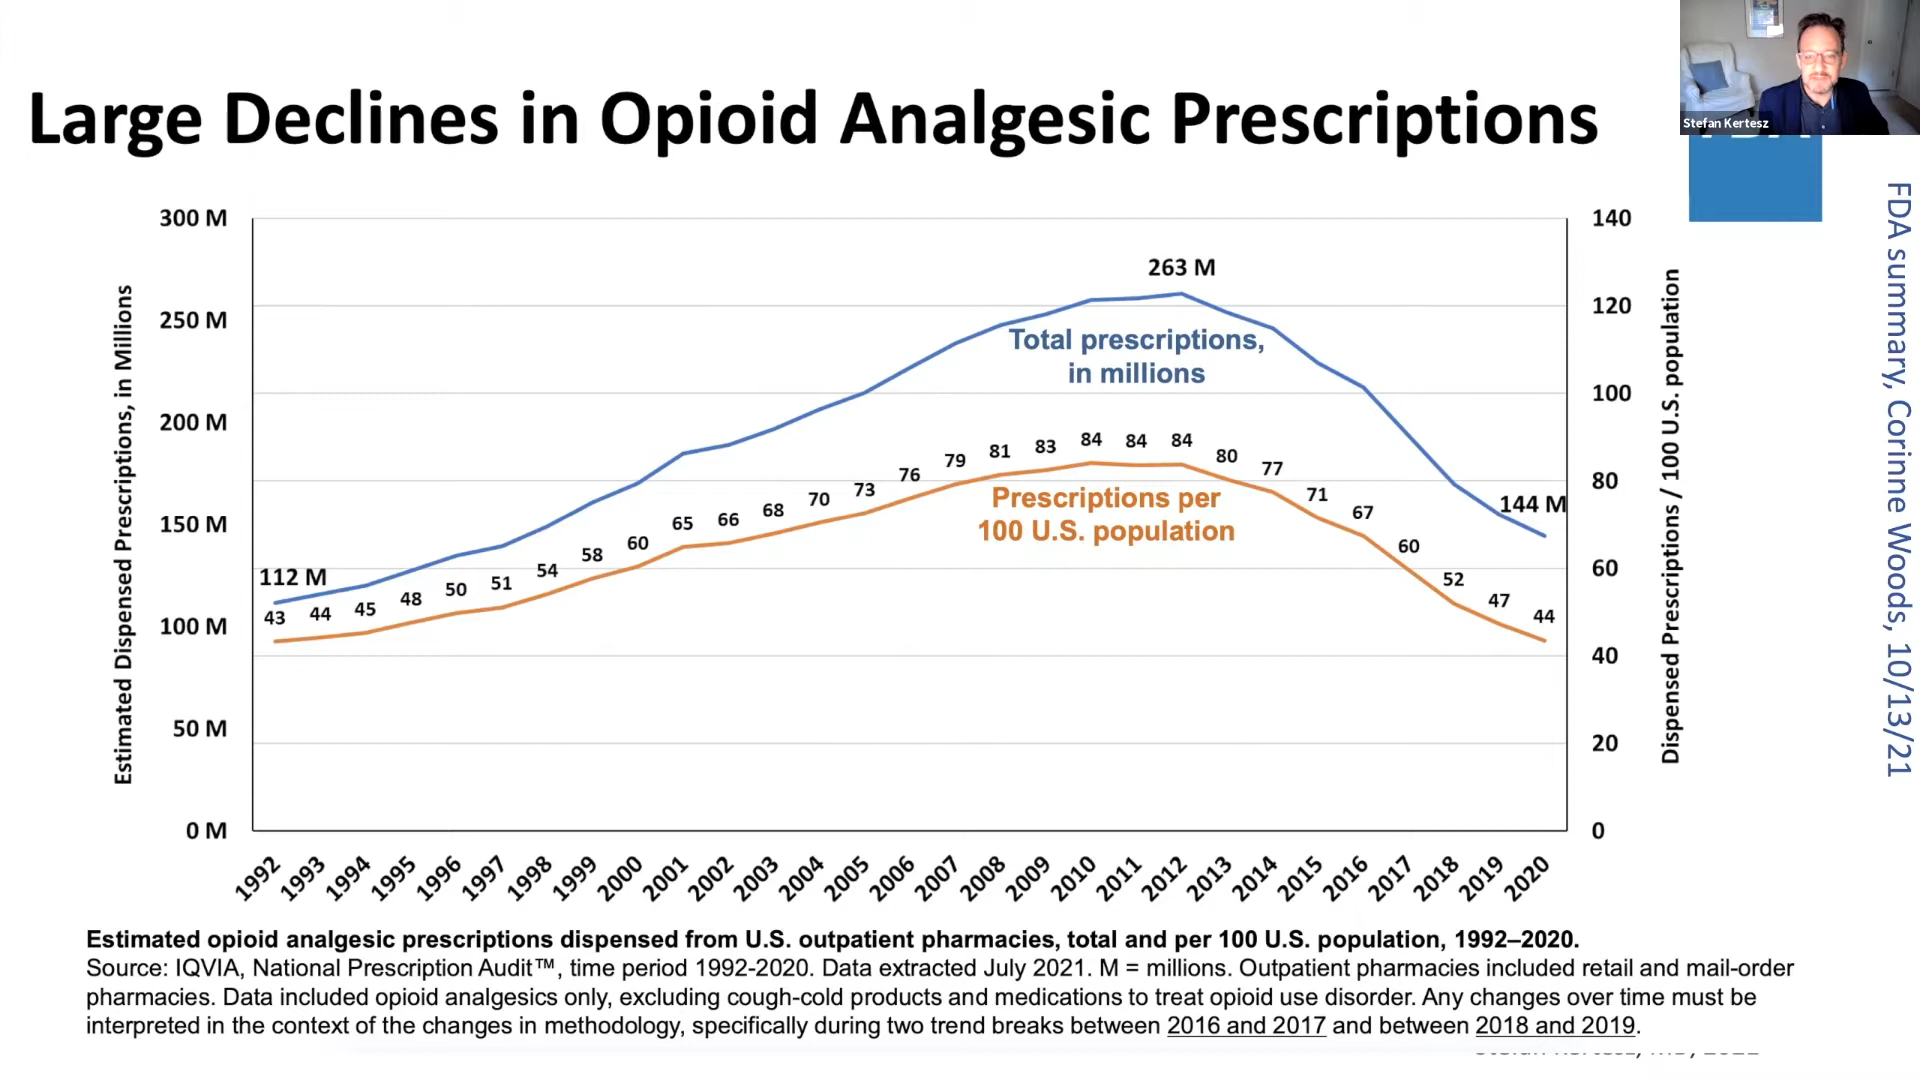 Large Declines in Opioid Analgesic Prescriptions
Stefan Kertesz
FDA summary, Corinne Woods, 10/13/21
300 M
250 M
200 M
150 M
100 M
50 M
0 M
Estimated Dispensed Prescriptions, in Millions
140
120
100
80
60
40
20
0
Dispensed Prescriptions / 100 U.S. population
263 M
Total prescriptions,
in millions
112 M
144 M
43 44 45 48 50 51 54 58 60 65 66 68 70 73 76 79 81 83 84 84 84 80 77 71 67 60 52 47 44
Prescriptions per
100 U.S. population
1992 1993 1994 1995 1996 1997 1998 1999 2000 2001 2002 2003 2004 2005 2006 2007 2008 2009 2010 2011 2012 2013 2014 2015 2016 2017 2018 2019 2020
Estimated opioid analgesic prescriptions dispensed from U.S. outpatient pharmacies, total and per 100 U.S. population, 1992–2020.
Source: IQVIA, National Prescription Audit™, time period 1992-2020. Data extracted July 2021. M = millions. Outpatient pharmacies included retail and mail-order
pharmacies. Data included opioid analgesics only, excluding cough-cold products and medications to treat opioid use disorder. Any changes over time must be
interpreted in the context of the changes in methodology, specifically during two trend breaks between 2016 and 2017 and between 2018 and 2019.